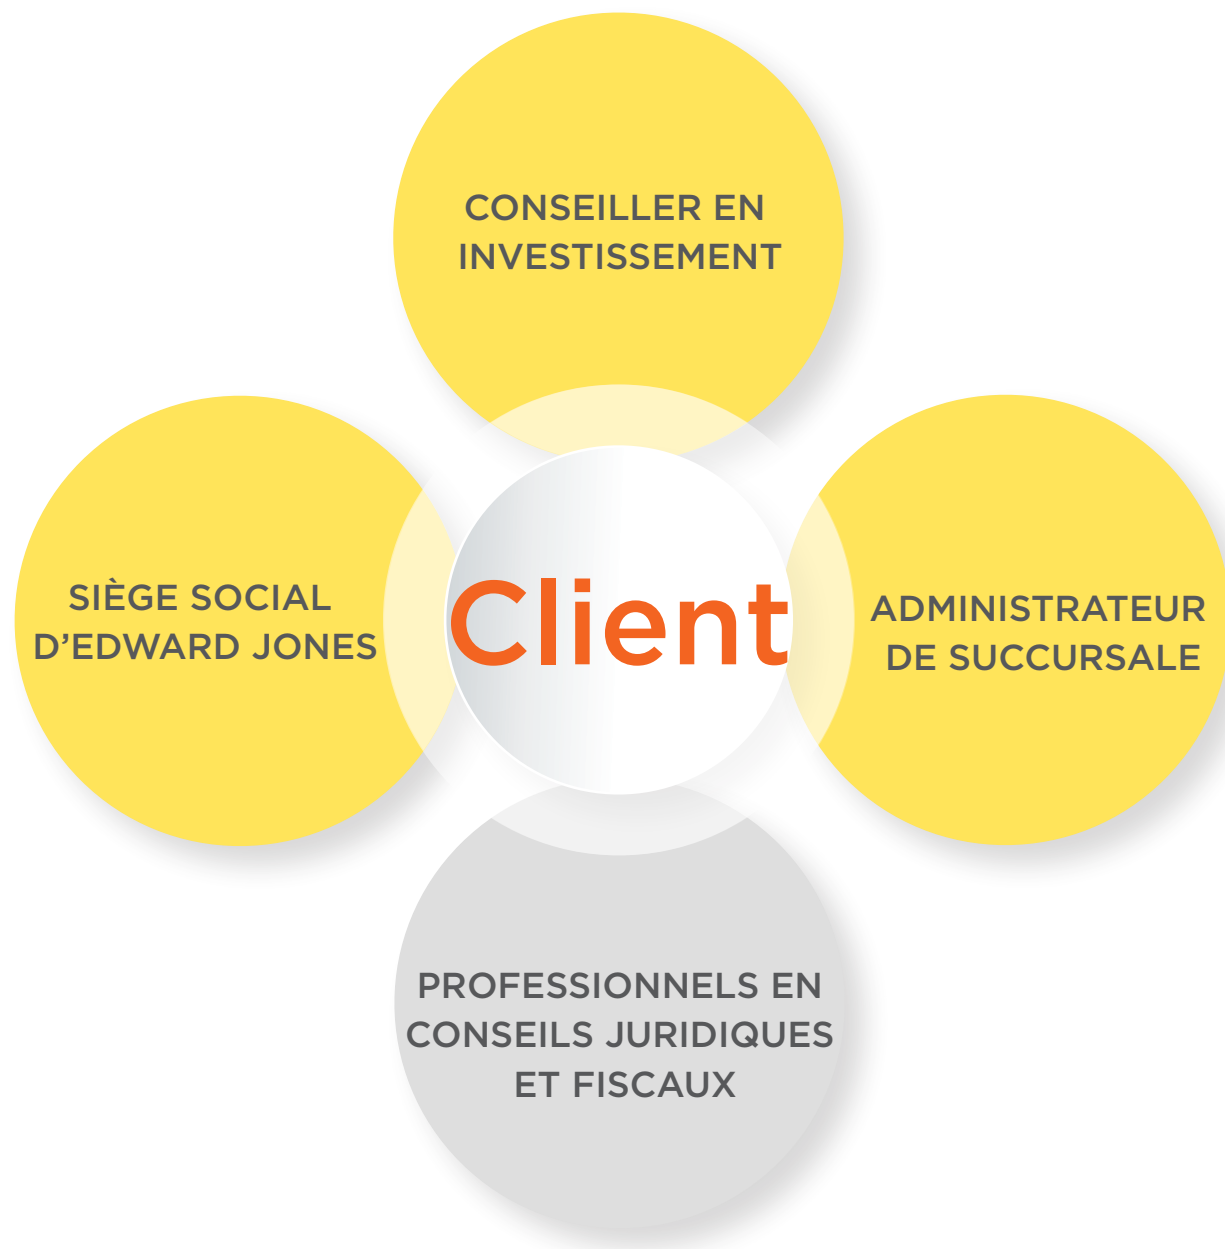 CONSEILLER EN
INVESTISSEMENT
SIÈGE SOCIAL
D’EDWARD JONES
Client
ADMINISTRATEUR
DE SUCCURSALE
PROFESSIONNELS EN
CONSEILS JURIDIQUES
ET FISCAUX